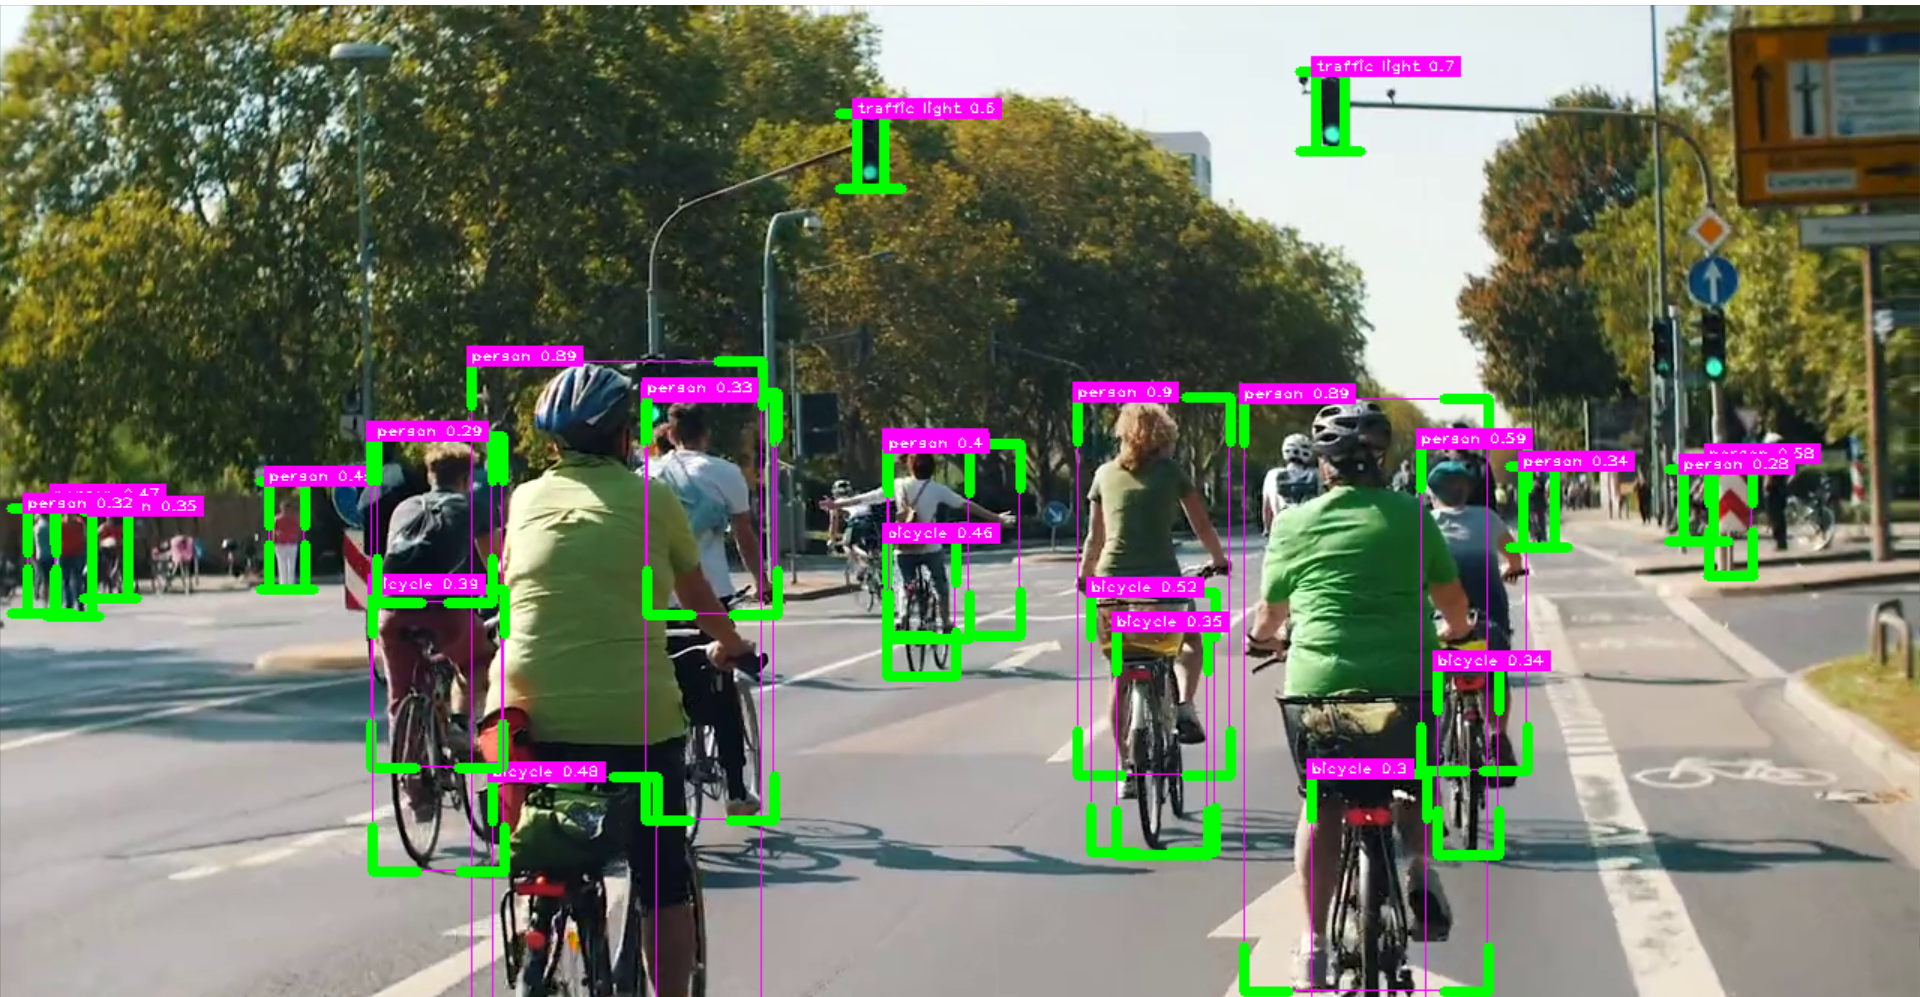 traffic light 0.7
traffic light 0.6
person 0.89
person 0.33
person 0.9
person 0.89
person 0.29
person 0.4
person 0.59
person 0.34
0.58
person 0.28
person 0.4
0.47
person 0.32
n 0.35
bicycle 0.46
icycle 0.39
bicycle 0.52
bicycle 0.35
bicycle 0.34
bicycle 0.48
bicycle 0.3